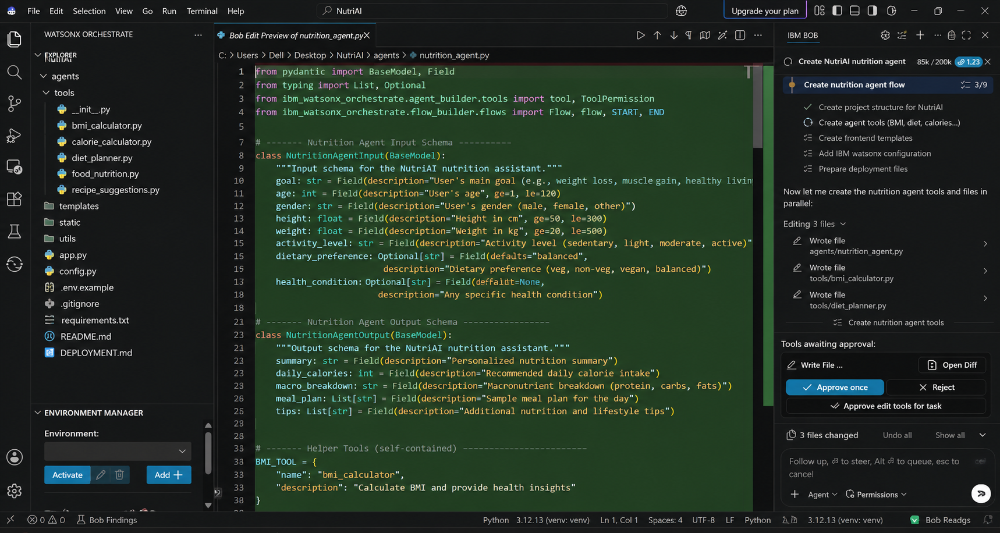 File Edit Selection View Go Run Terminal Help
NutriAI
Upgrade your plan
WATSONX ORCHESTRATE
EXPLORER
NUTRIAI
agents
tools
__init__.py
bmi_calculator.py
calorie_calculator.py
diet_planner.py
food_nutrition.py
recipe_suggestions.py
templates
static
utils
app.py
config.py
.env.example
.gitignore
requirements.txt
README.md
DEPLOYMENT.md
ENVIRONMENT MANAGER
Environment:
Activate
Add +
Bob Edit Preview of nutrition_agent.py
C: > Users > Dell > Desktop > NutriAI > agents > nutrition_agent.py
1 from pydantic import BaseModel, Field
2 from typing import List, Optional
3 from ibm_watsonx_orchestrate.agent_builder.tools import tool, ToolPermission
4 from ibm_watsonx_orchestrate.flow_builder.flows import Flow, flow, START, END
5
7 # ------- Nutrition Agent Input Schema ----------
8 class NutritionAgentInput(BaseModel):
9 """Input schema for the NutriAI nutrition assistant."""
10 goal: str = Field(description="User's main goal (e.g., weight loss, muscle gain, healthy livin
11 age: int = Field(description="User's age", ge=1, le=120)
12 gender: str = Field(description="User's gender (male, female, other)")
13 height: float = Field(description="Height in cm", ge=50, le=300)
14 weight: float = Field(description="Weight in kg", ge=20, le=500)
15 activity_level: str = Field(description="Activity level (sedentary, light, moderate, active)"
15 dietary_preference: Optional[str] = Field(defalts="balanced",
15 description="Dietary preference (veg, non-veg, vegan, balanced)")
health_condition: Optional[str] = Field(deffaldt=None,
18 description="Any specific health condition")
18
21 # ------- Nutrition Agent Output Schema -----------------
23 class NutritionAgentOutput(BaseModel):
21 """Output schema for the NutriAI nutrition assistant."""
23 summary: str = Field(description="Personalized nutrition summary")
23 daily_calories: int = Field(description="Recommended daily calorie intake")
macro_breakdown: str = Field(description="Macronutrient breakdown (protein, carbs, fats)")
26 meal_plan: List[str] = Field(description="Sample meal plan for the day")
tips: List[str] = Field(description="Additional nutrition and lifestyle tips")
28
28
# ------- Helper Tools (self-contained) ------------------------
BMI_TOOL = {
33 "name": "bmi_calculator",
33 "description": "Calculate BMI and provide health insights"
}
IBM BOB
Create NutriAI nutrition agent 85k / 200k 1.23
Create nutrition agent flow 3/9
Create project structure for NutriAI
Create agent tools (BMI, diet, calories...)
Create frontend templates
Add IBM watsonx configuration
Prepare deployment files
Now let me create the nutrition agent tools and files in
parallel:
Editing 3 files
Wrote file
agents/nutrition_agent.py
Wrote file
tools/bmi_calculator.py
Wrote file
tools/diet_planner.py
Create nutrition agent tools
Tools awaiting approval:
Write File ... Open Diff
Approve once Reject
Approve edit tools for task
3 files changed Undo all Show all
Follow up, to steer, Alt to queue, esc to
cancel
Agent Permissions
0 0 Bob Findings
Python 3.12.13 (venv: venv) Ln 1, Col 1 Spaces: 4 UTF-8 LF Python 3.12.13 (venv: venv) Bob Readgs